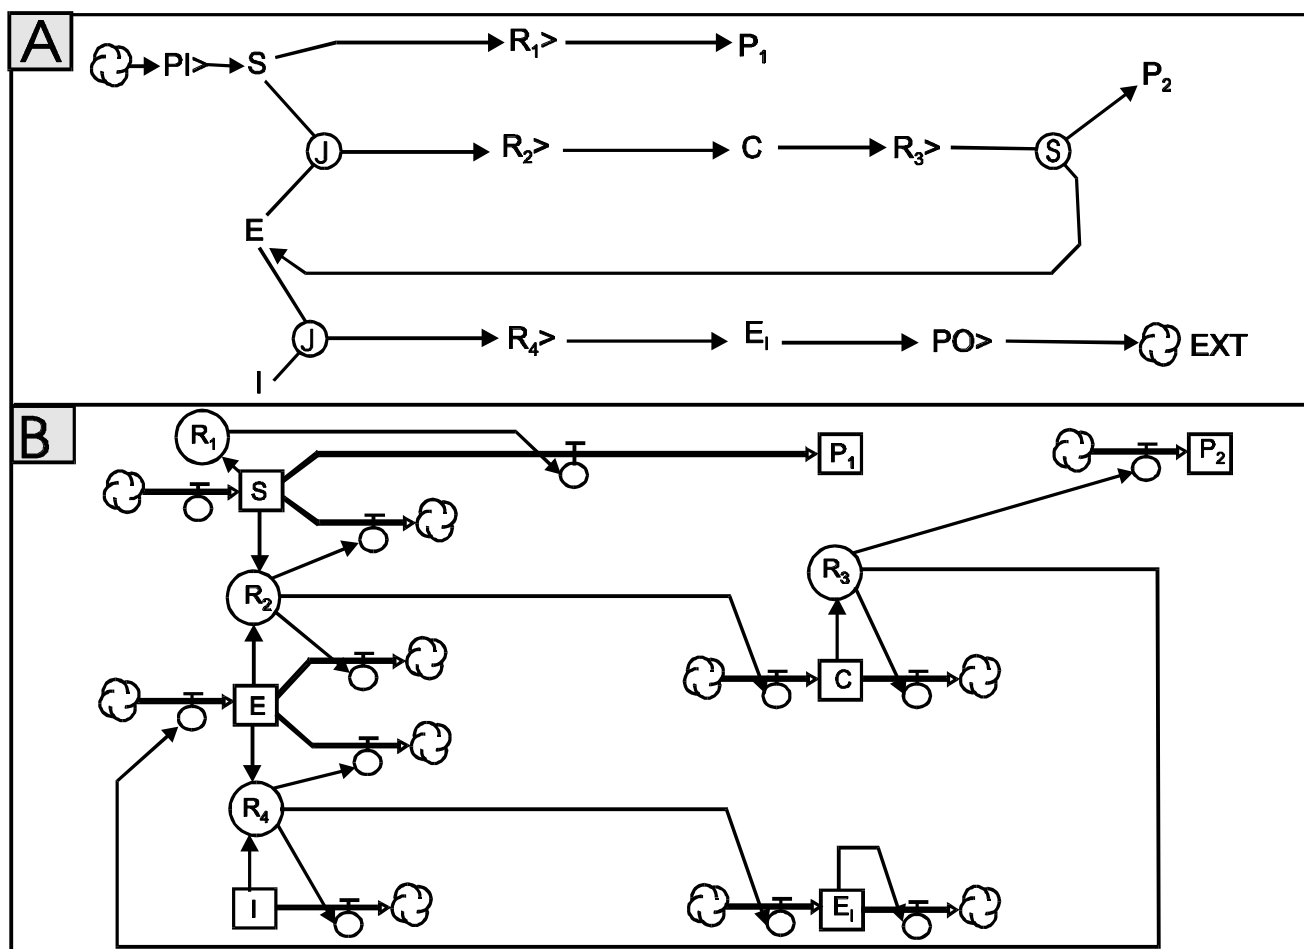 A
PI> S R₁> P₁
P₂
J R₂> C R₃> S
E
J R₄> Eᵢ PO> EXT
I
B
R₁
P₁ P₂
S
R₃
R₂
C
E
R₄
I Eᵢ